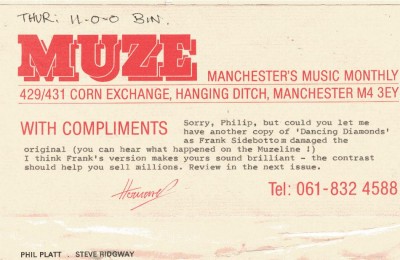 THUR: 11-0-0 BIN.
MUZE
MANCHESTER'S MUSIC MONTHLY
429/431 CORN EXCHANGE, HANGING DITCH, MANCHESTER M4 3EY
WITH COMPLIMENTS
Sorry, Philip, but could you let me
have another copy of 'Dancing Diamonds'
as Frank Sidebottom damaged the
original (you can hear what happened on the Muzeline !)
I think Frank's version makes yours sound brilliant - the contrast
should help you sell millions. Review in the next issue.
Tel: 061-832 4588
PHIL PLATT . STEVE RIDGWAY